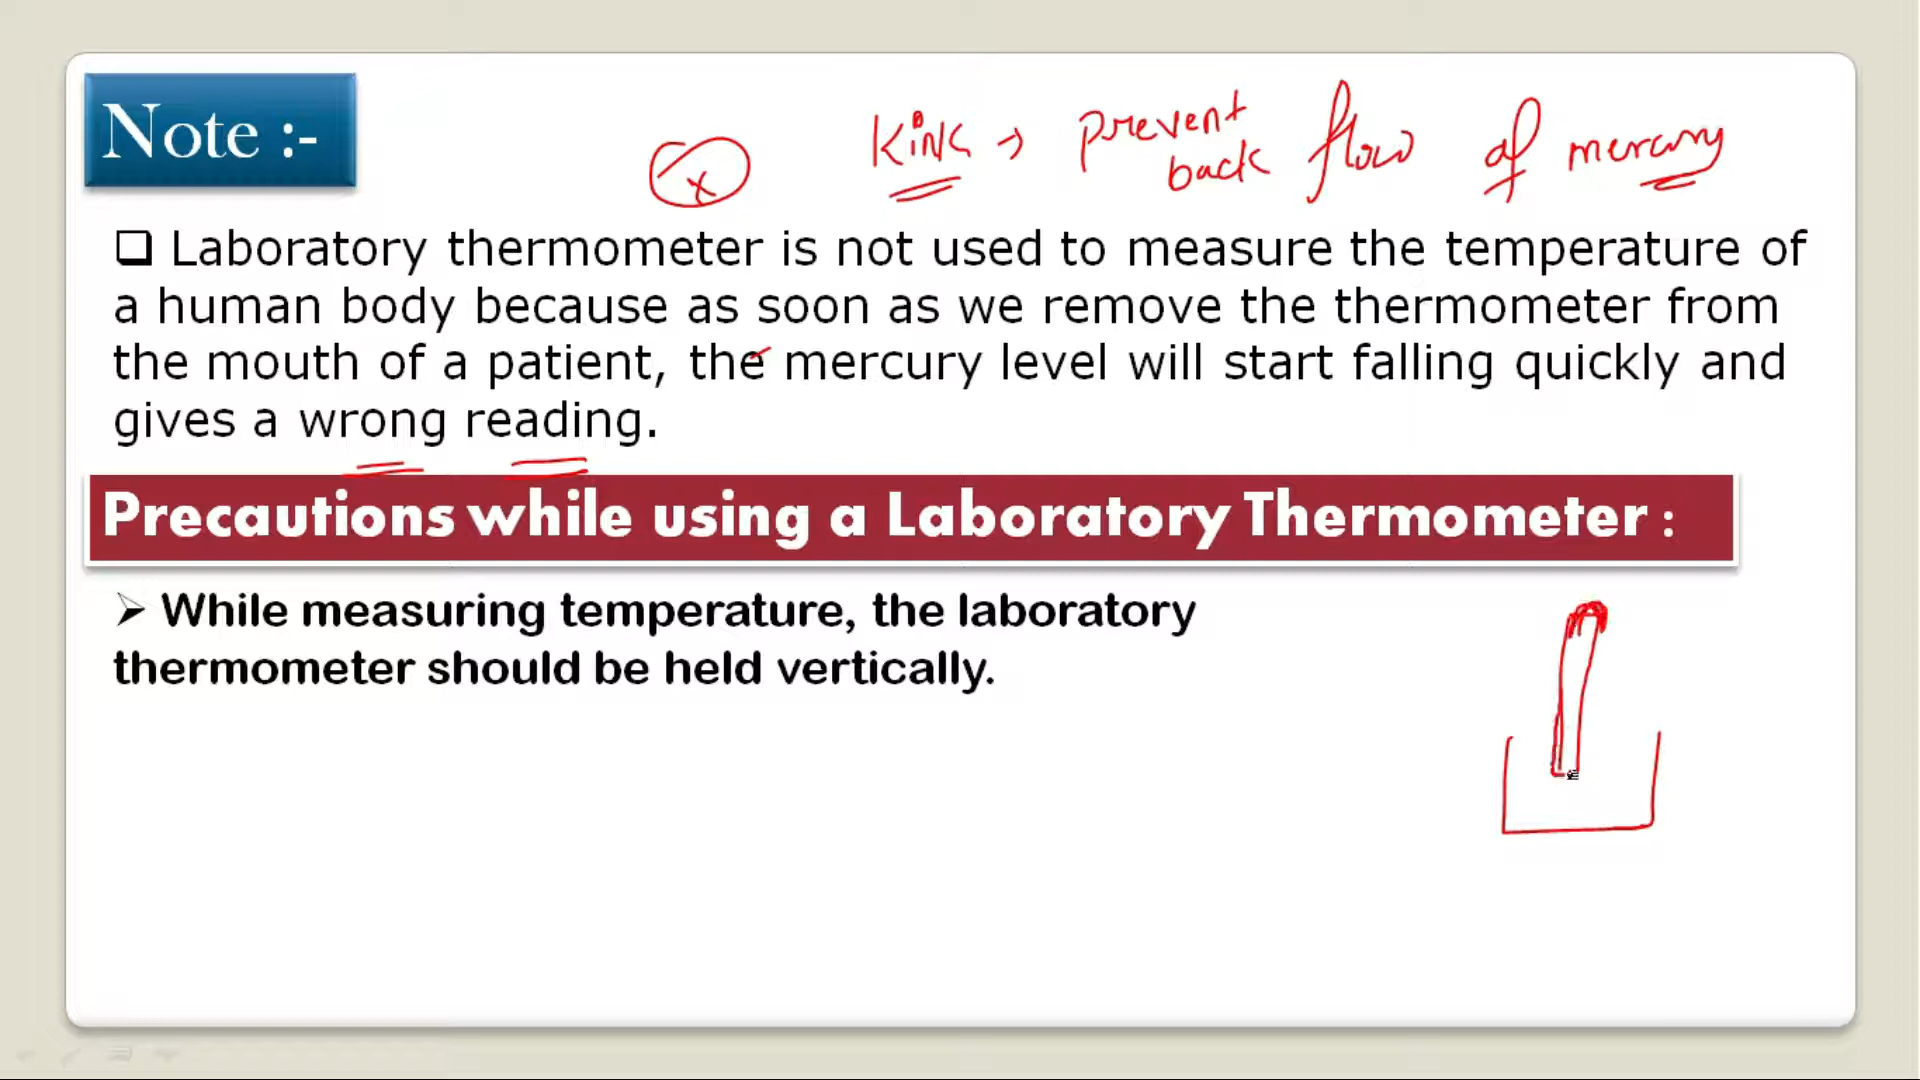 Note :-
Kink → prevent back flow of mercury
x
❑ Laboratory thermometer is not used to measure the temperature of
a human body because as soon as we remove the thermometer from
the mouth of a patient, the mercury level will start falling quickly and
gives a wrong reading.
Precautions while using a Laboratory Thermometer :
➢ While measuring temperature, the laboratory
thermometer should be held vertically.